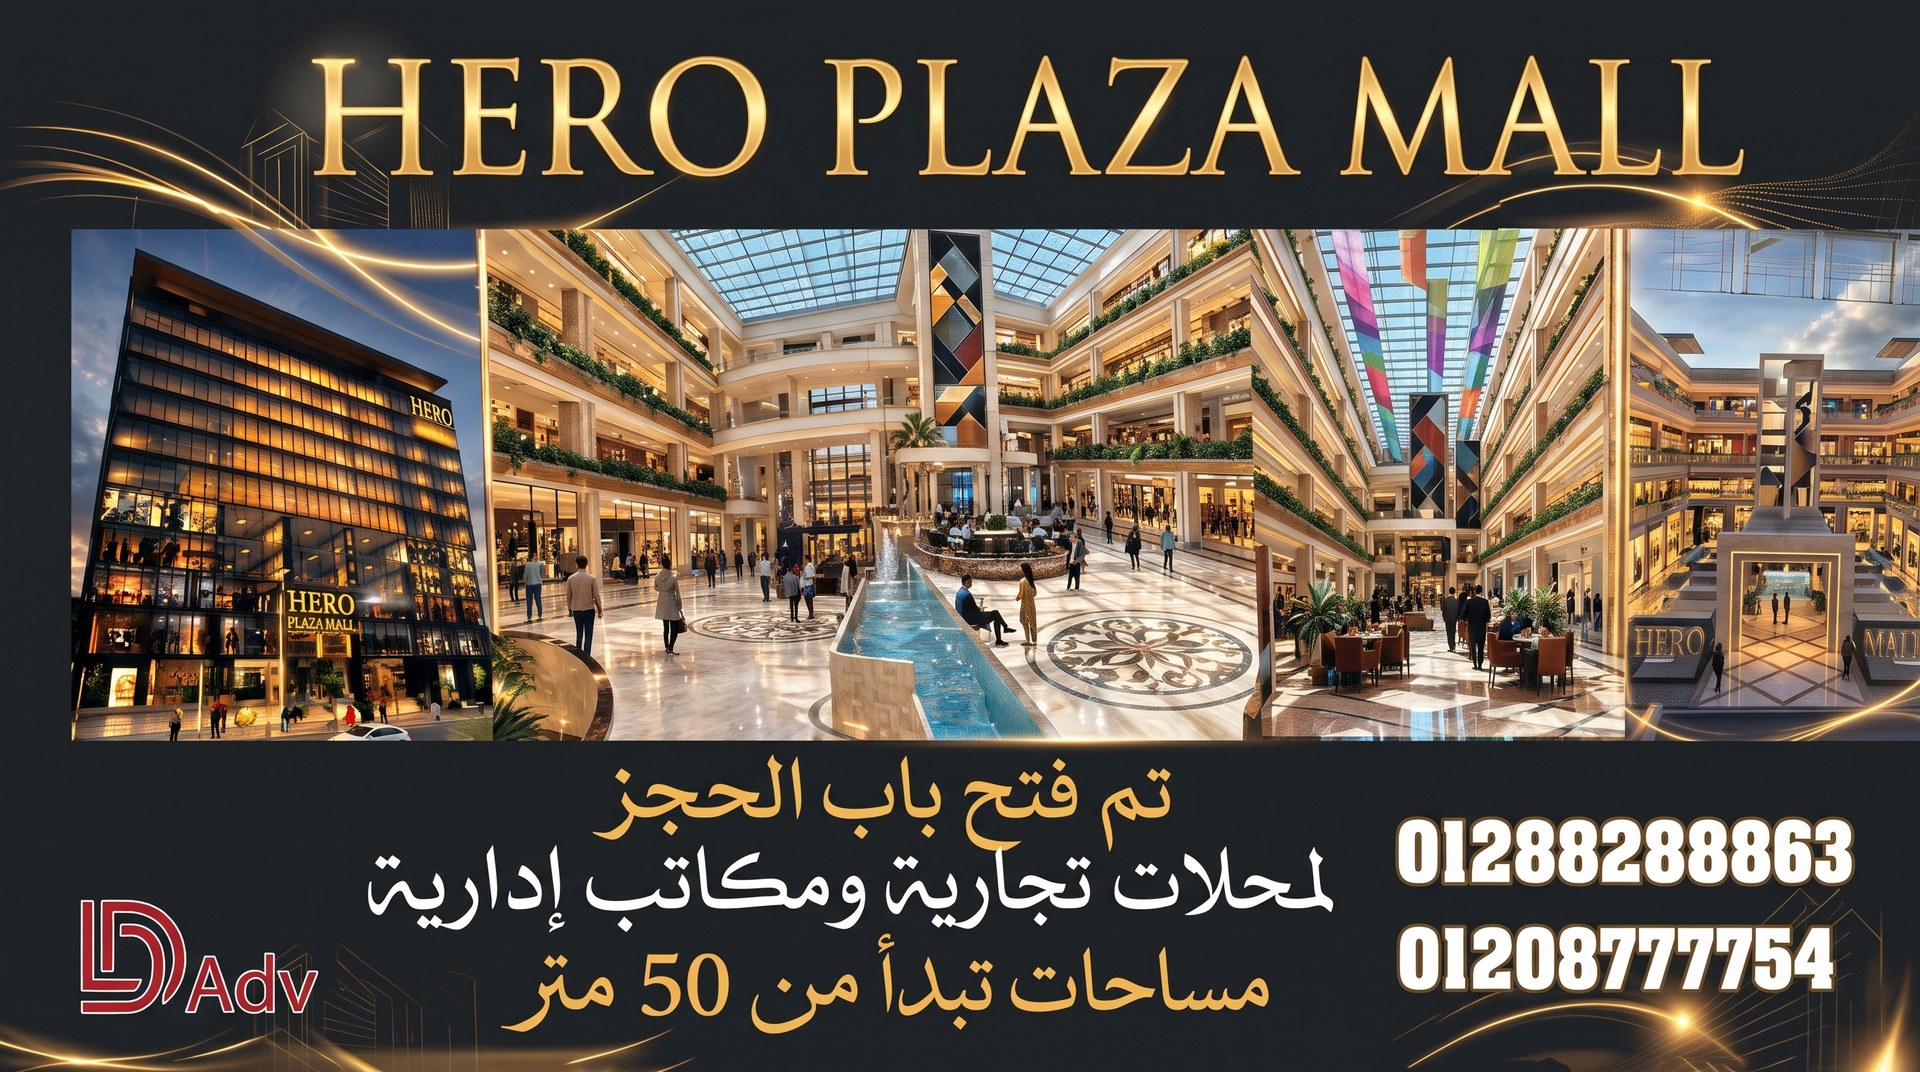 HERO PLAZA MALL
HERO
HERO
PLAZA MALL
HERO
MALL
تم فتح باب الحجز
لمحلات تجارية ومكاتب إدارية
مساحات تبدأ من 50 متر
01288288863
01208777754
LD Adv